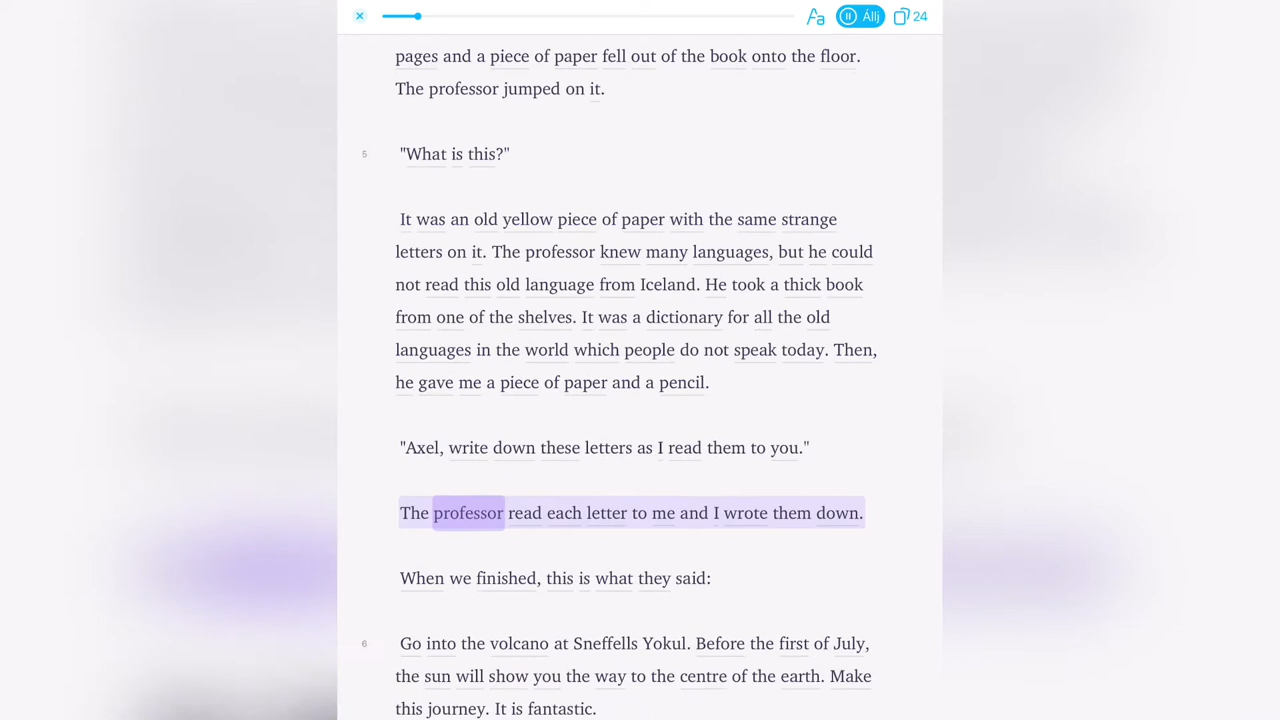 Állj
24
pages and a piece of paper fell out of the book onto the floor.
The professor jumped on it.
5
"What is this?"
It was an old yellow piece of paper with the same strange
letters on it. The professor knew many languages, but he could
not read this old language from Iceland. He took a thick book
from one of the shelves. It was a dictionary for all the old
languages in the world which people do not speak today. Then,
he gave me a piece of paper and a pencil.
"Axel, write down these letters as I read them to you."
The professor read each letter to me and I wrote them down.
When we finished, this is what they said:
6
Go into the volcano at Sneffells Yokul. Before the first of July,
the sun will show you the way to the centre of the earth. Make
this journey. It is fantastic.